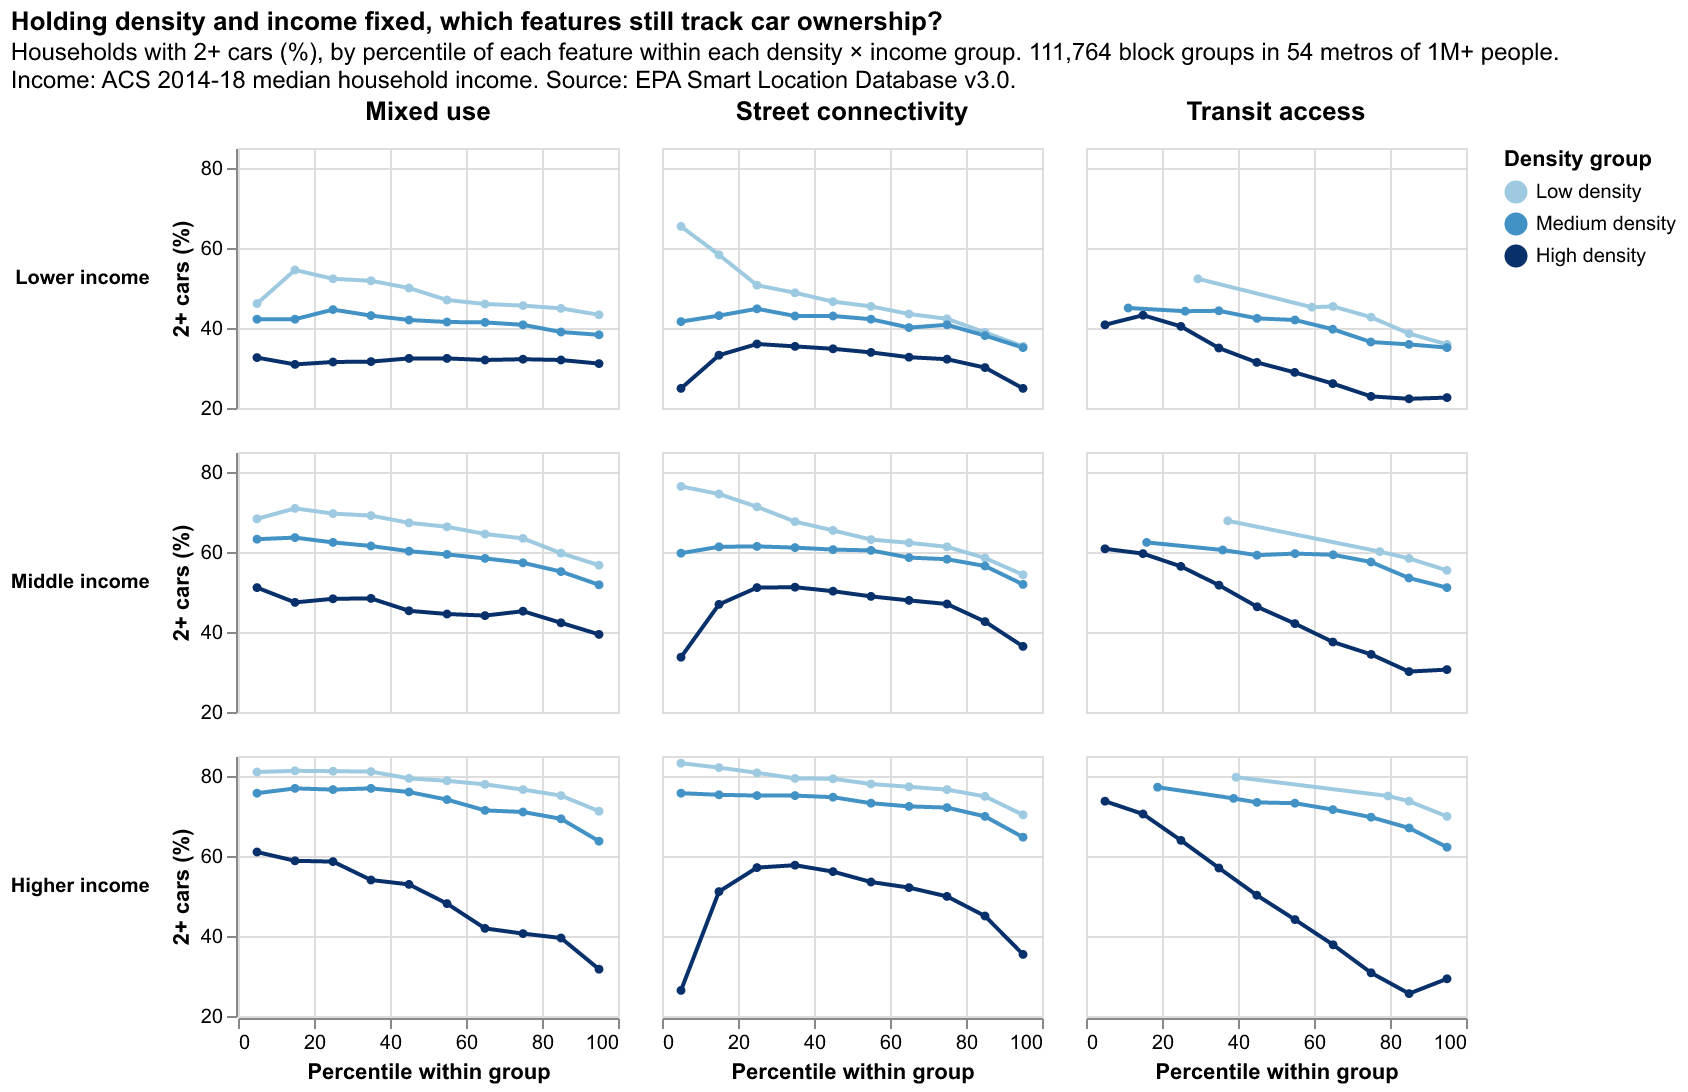 Holding density and income fixed, which features still track car ownership?
Households with 2+ cars (%), by percentile of each feature within each density × income group. 111,764 block groups in 54 metros of 1M+ people.
Income: ACS 2014-18 median household income. Source: EPA Smart Location Database v3.0.
Mixed use
Street connectivity
Transit access
Density group
Low density
Medium density
High density
Lower income
2+ cars (%)
80
60
40
20
Middle income
2+ cars (%)
80
60
40
20
Higher income
2+ cars (%)
80
60
40
20
0 20 40 60 80 100
0 20 40 60 80 100
0 20 40 60 80 100
Percentile within group
Percentile within group
Percentile within group